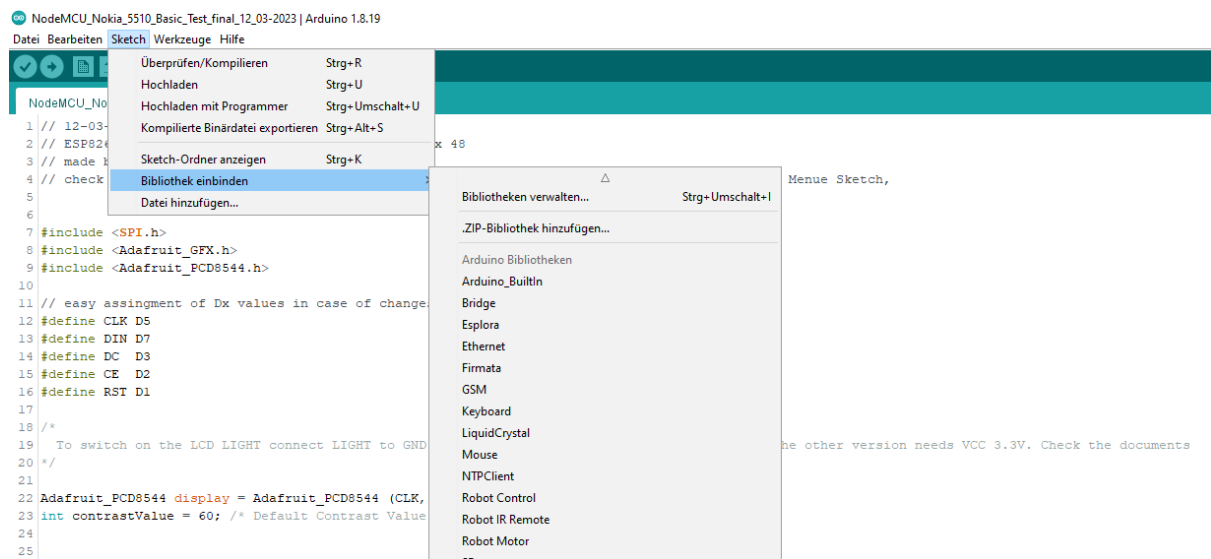 NodeMCU_Nokia_5510_Basic_Test_final_12_03-2023 | Arduino 1.8.19
Datei Bearbeiten Sketch Werkzeuge Hilfe
Überprüfen/Kompilieren Strg+R
Hochladen Strg+U
Hochladen mit Programmer Strg+Umschalt+U
Kompilierte Binärdatei exportieren Strg+Alt+S
Sketch-Ordner anzeigen Strg+K
Bibliothek einbinden
Datei hinzufügen...
Bibliotheken verwalten... Strg+Umschalt+I
.ZIP-Bibliothek hinzufügen...
Arduino Bibliotheken
Arduino_BuiltIn
Bridge
Esplora
Ethernet
Firmata
GSM
Keyboard
LiquidCrystal
Mouse
NTPClient
Robot Control
Robot IR Remote
Robot Motor
NodeMCU_No
1 // 12-03-
2 // ESP826 x 48
3 // made b
4 // check Menue Sketch,
5
6
7 #include <SPI.h>
8 #include <Adafruit_GFX.h>
9 #include <Adafruit_PCD8544.h>
10
11 // easy assingment of Dx values in case of change
12 #define CLK D5
13 #define DIN D7
14 #define DC D3
15 #define CE D2
16 #define RST D1
17
18 /*
19 To switch on the LCD LIGHT connect LIGHT to GND he other version needs VCC 3.3V. Check the documents
20 */
21
22 Adafruit_PCD8544 display = Adafruit_PCD8544 (CLK,
23 int contrastValue = 60; /* Default Contrast Value
24
25